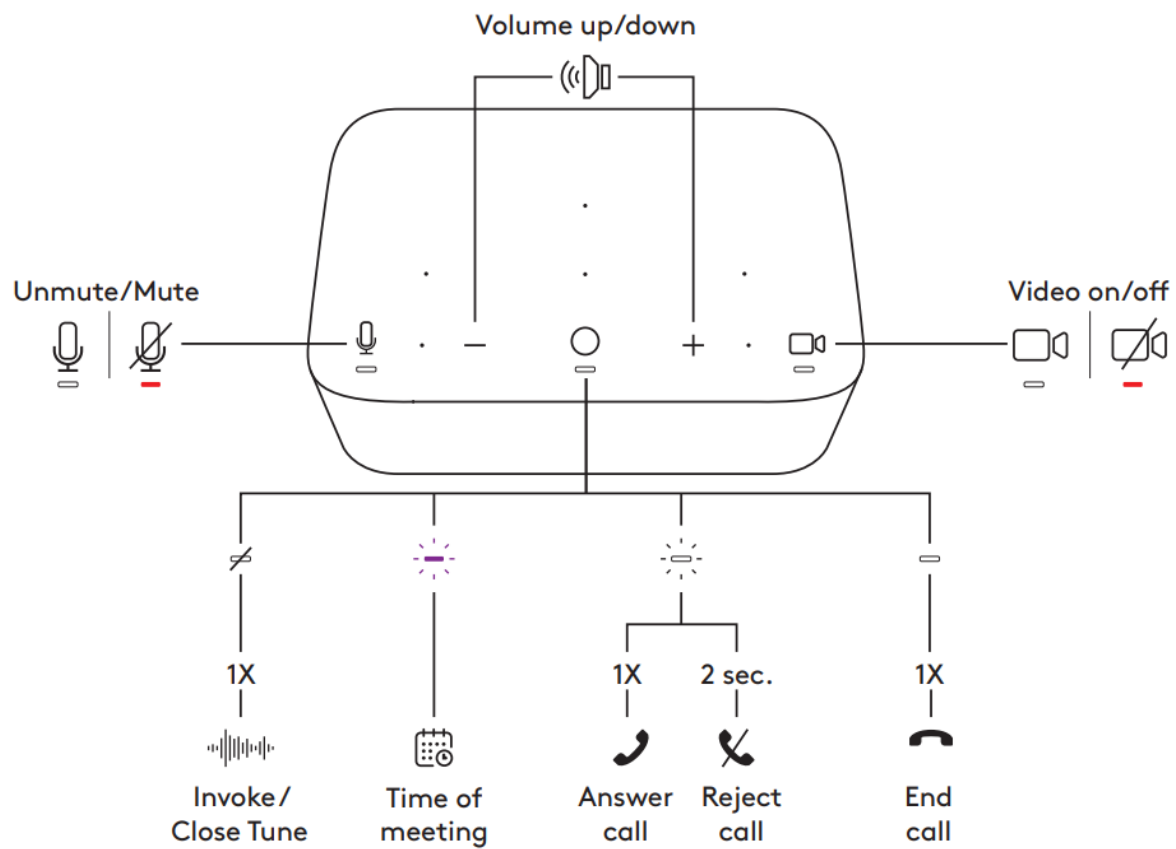 Volume up/down
Unmute/Mute
Video on/off
1X
1X
2 sec.
1X
Invoke/
Close Tune
Time of
meeting
Answer
call
Reject
call
End
call